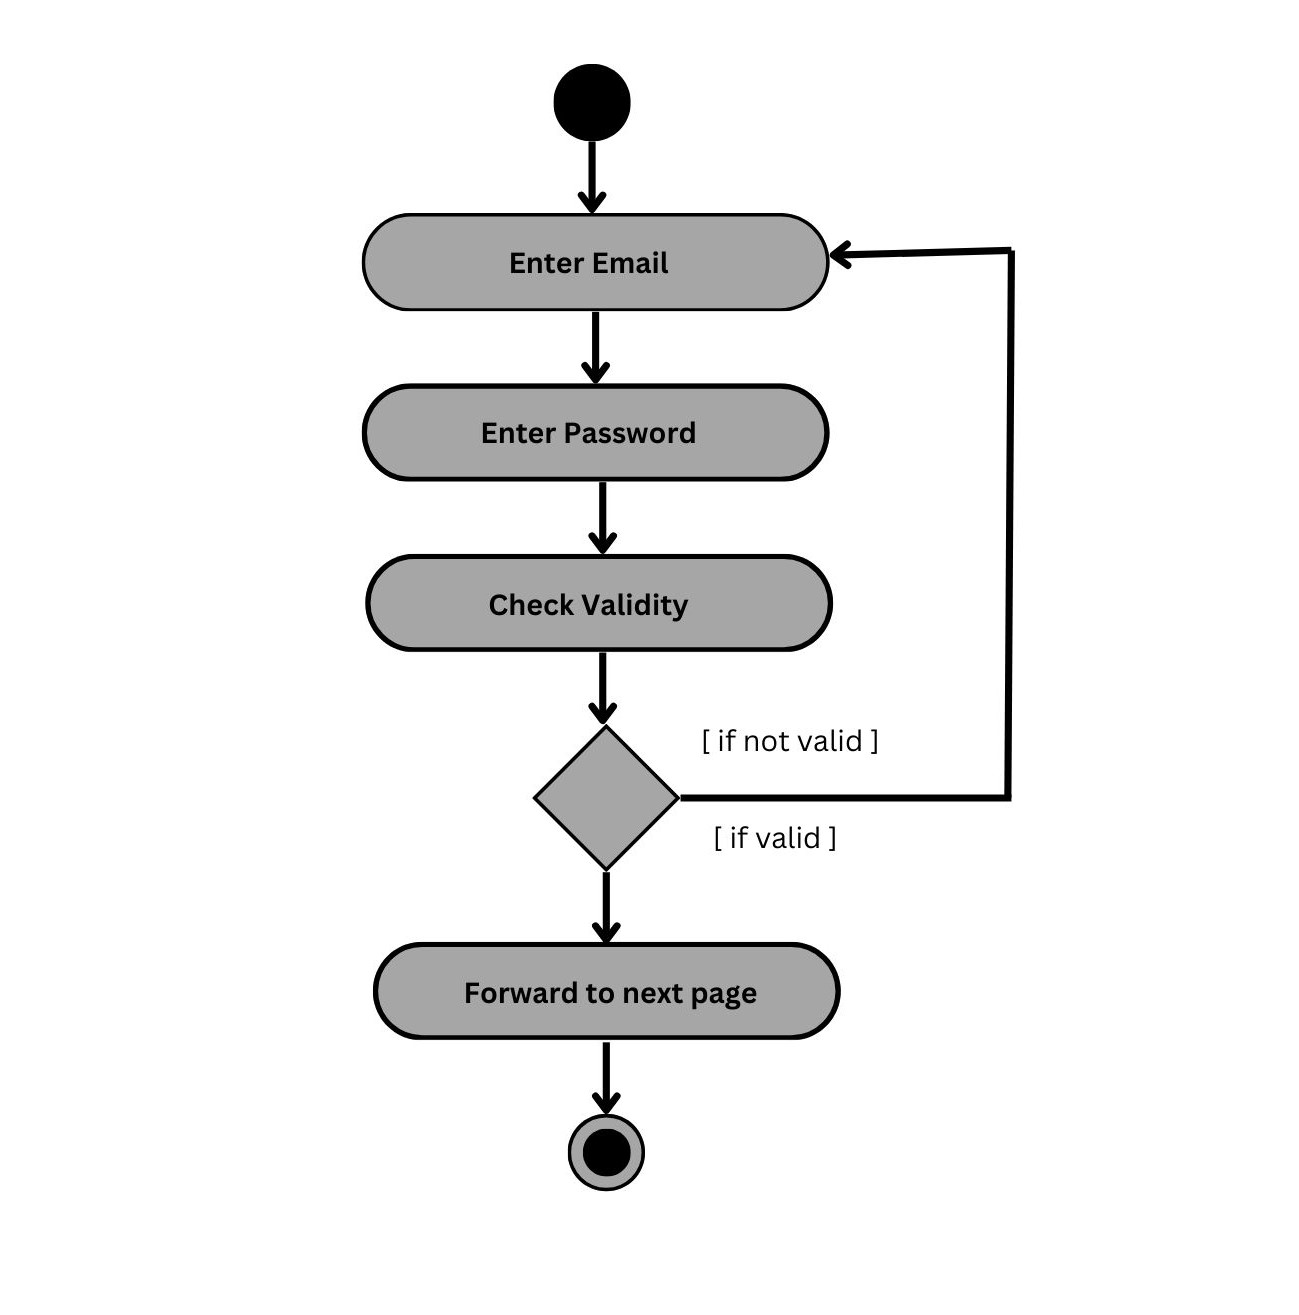 Enter Email
Enter Password
Check Validity
[ if not valid ]
[ if valid ]
Forward to next page